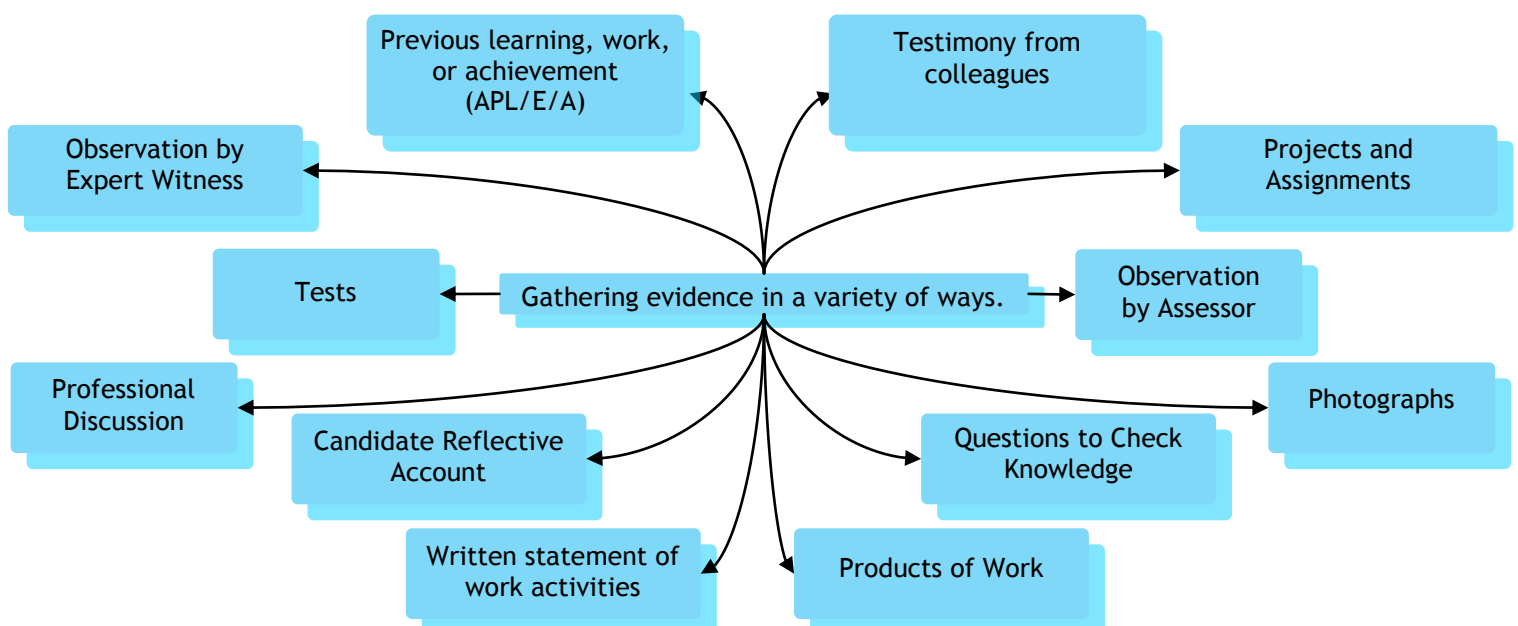 Previous learning, work,
or achievement
(APL/E/A)
Testimony from
colleagues
Observation by
Expert Witness
Projects and
Assignments
Tests
Gathering evidence in a variety of ways.
Observation
by Assessor
Professional
Discussion
Photographs
Candidate Reflective
Account
Questions to Check
Knowledge
Written statement of
work activities
Products of Work